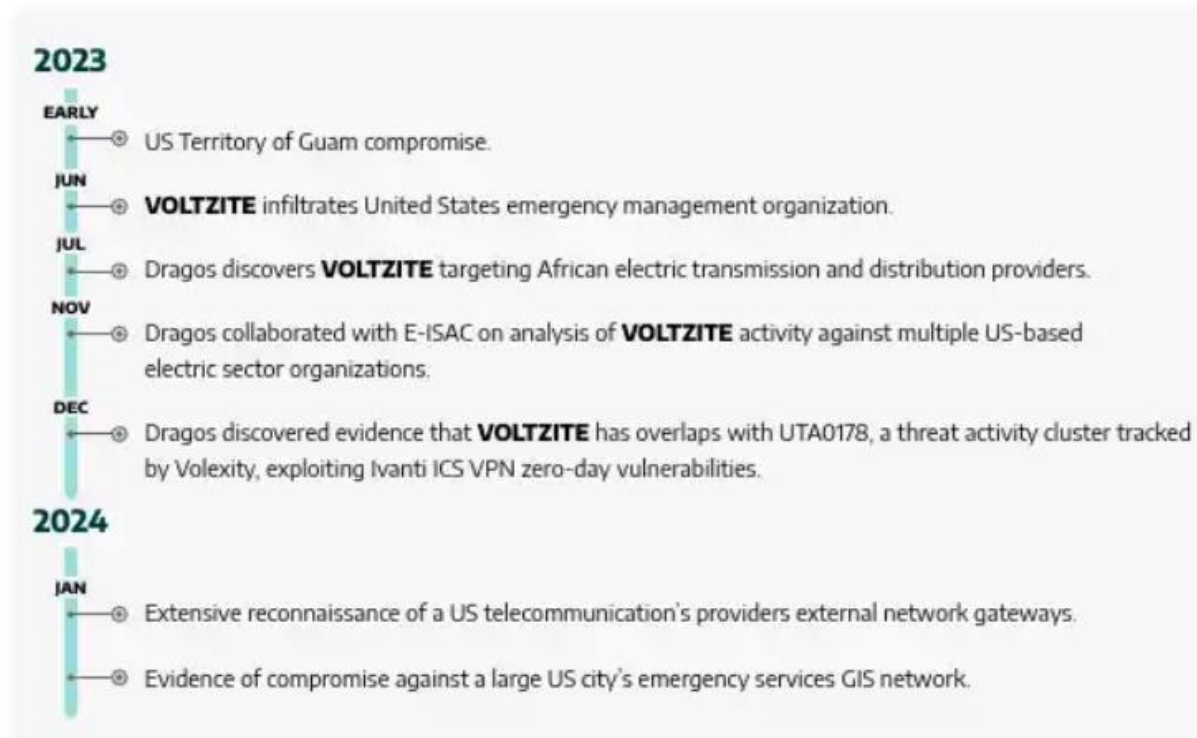 2023
EARLY
US Territory of Guam compromise.
JUN
VOLTZITE infiltrates United States emergency management organization.
JUL
Dragos discovers VOLTZITE targeting African electric transmission and distribution providers.
NOV
Dragos collaborated with E-ISAC on analysis of VOLTZITE activity against multiple US-based
electric sector organizations.
DEC
Dragos discovered evidence that VOLTZITE has overlaps with UTA0178, a threat activity cluster tracked
by Volexity, exploiting Ivanti ICS VPN zero-day vulnerabilities.
2024
JAN
Extensive reconnaissance of a US telecommunication's providers external network gateways.
Evidence of compromise against a large US city's emergency services GIS network.